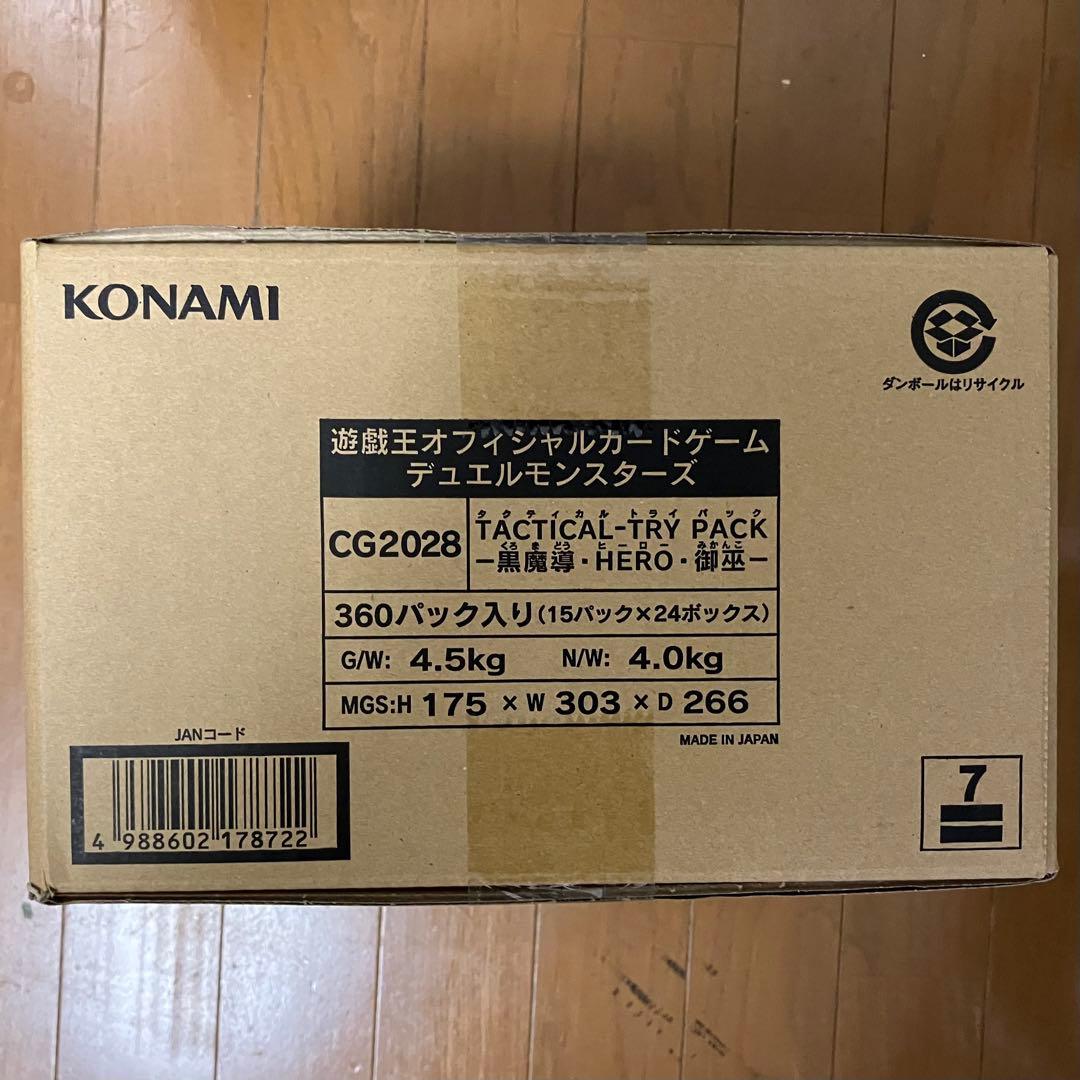 KONAMI
ダンボールはリサイクル
遊戯王オフィシャルカードゲーム
デュエルモンスターズ
CG2028
タクティカル トライ パック
TACTICAL-TRY PACK
くろまどう ヒーロー みかんこ
-黒魔導・HERO・御巫-
360パック入り(15パック×24ボックス)
G/W: 4.5kg N/W: 4.0kg
MGS:H 175 × W 303 × D 266
MADE IN JAPAN
JANコード
4 988602 178722
7